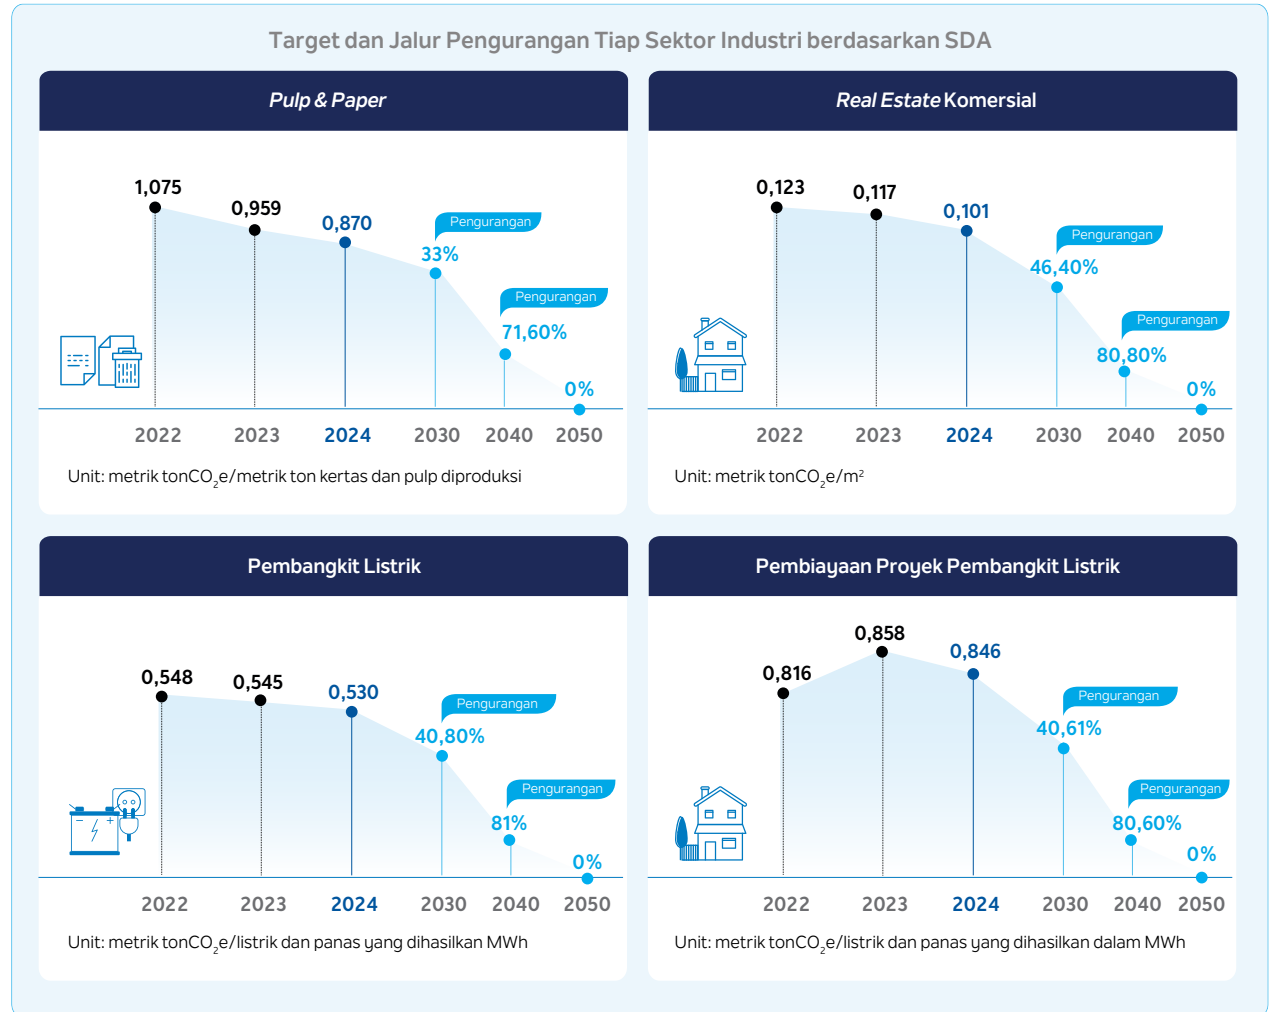 Target dan Jalur Pengurangan Tiap Sektor Industri berdasarkan SDA
Pulp & Paper
1,075
0,959
0,870
Pengurangan
33%
Pengurangan
71,60%
0%
2022 2023 2024 2030 2040 2050
Unit: metrik tonCO₂e/metrik ton kertas dan pulp diproduksi
Real Estate Komersial
0,123
0,117
0,101
Pengurangan
46,40%
Pengurangan
80,80%
0%
2022 2023 2024 2030 2040 2050
Unit: metrik tonCO₂e/m²
Pembangkit Listrik
0,548
0,545
0,530
Pengurangan
40,80%
Pengurangan
81%
0%
2022 2023 2024 2030 2040 2050
Unit: metrik tonCO₂e/listrik dan panas yang dihasilkan MWh
Pembiayaan Proyek Pembangkit Listrik
0,816
0,858
0,846
Pengurangan
40,61%
Pengurangan
80,60%
0%
2022 2023 2024 2030 2040 2050
Unit: metrik tonCO₂e/listrik dan panas yang dihasilkan dalam MWh